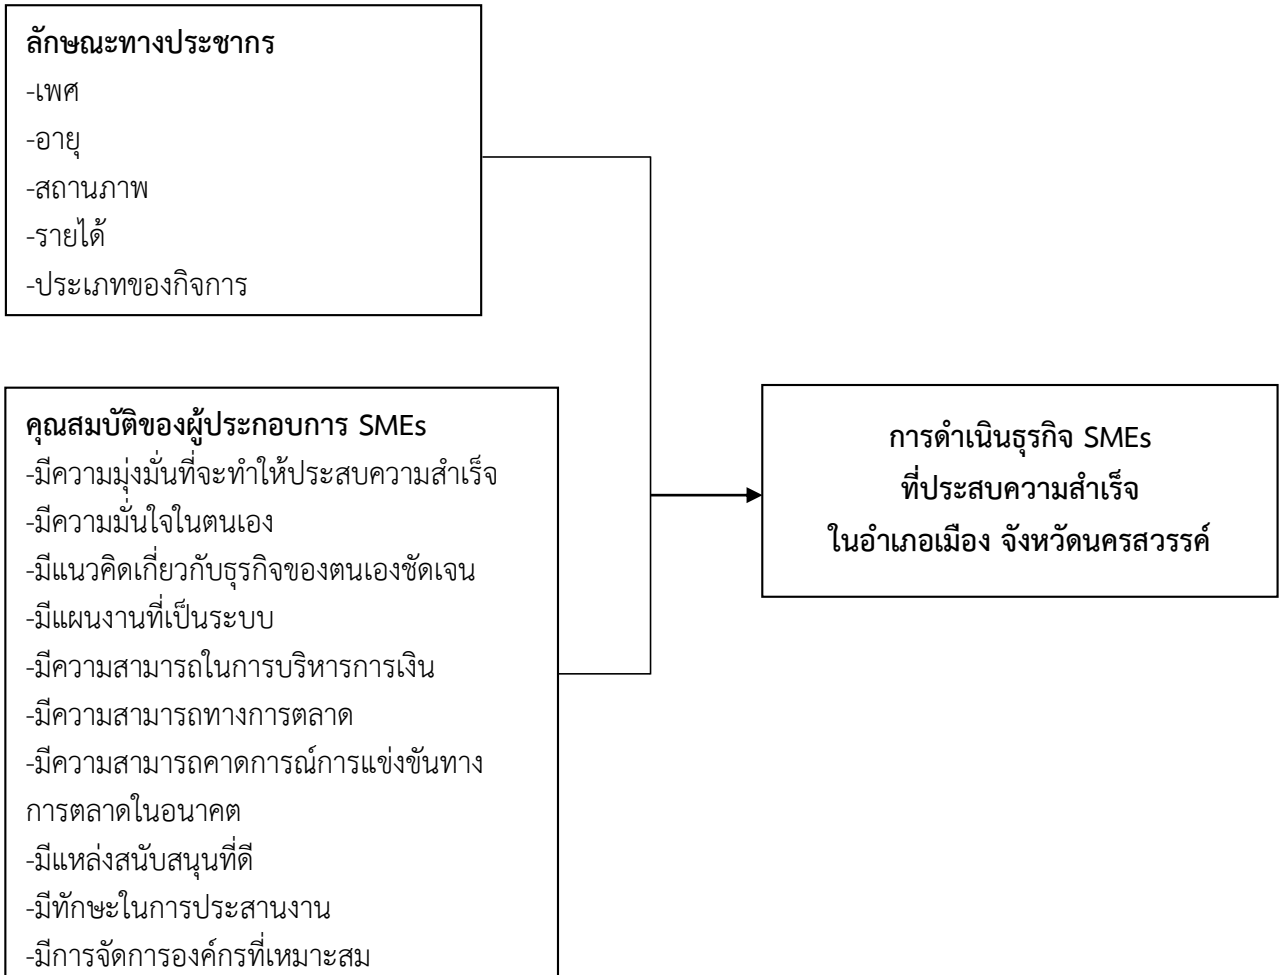 ลักษณะทางประชากร
-เพศ
-อายุ
-สถานภาพ
-รายได้
-ประเภทของกิจการ
คุณสมบัติของผู้ประกอบการ SMEs
-มีความมุ่งมั่นที่จะทำให้ประสบความสำเร็จ
-มีความมั่นใจในตนเอง
-มีแนวคิดเกี่ยวกับธุรกิจของตนเองชัดเจน
-มีแผนงานที่เป็นระบบ
-มีความสามารถในการบริหารการเงิน
-มีความสามารถทางการตลาด
-มีความสามารถคาดการณ์การแข่งขันทาง
การตลาดในอนาคต
-มีแหล่งสนับสนุนที่ดี
-มีทักษะในการประสานงาน
-มีการจัดการองค์กรที่เหมาะสม
การดำเนินธุรกิจ SMEs
ที่ประสบความสำเร็จ
ในอำเภอเมือง จังหวัดนครสวรรค์